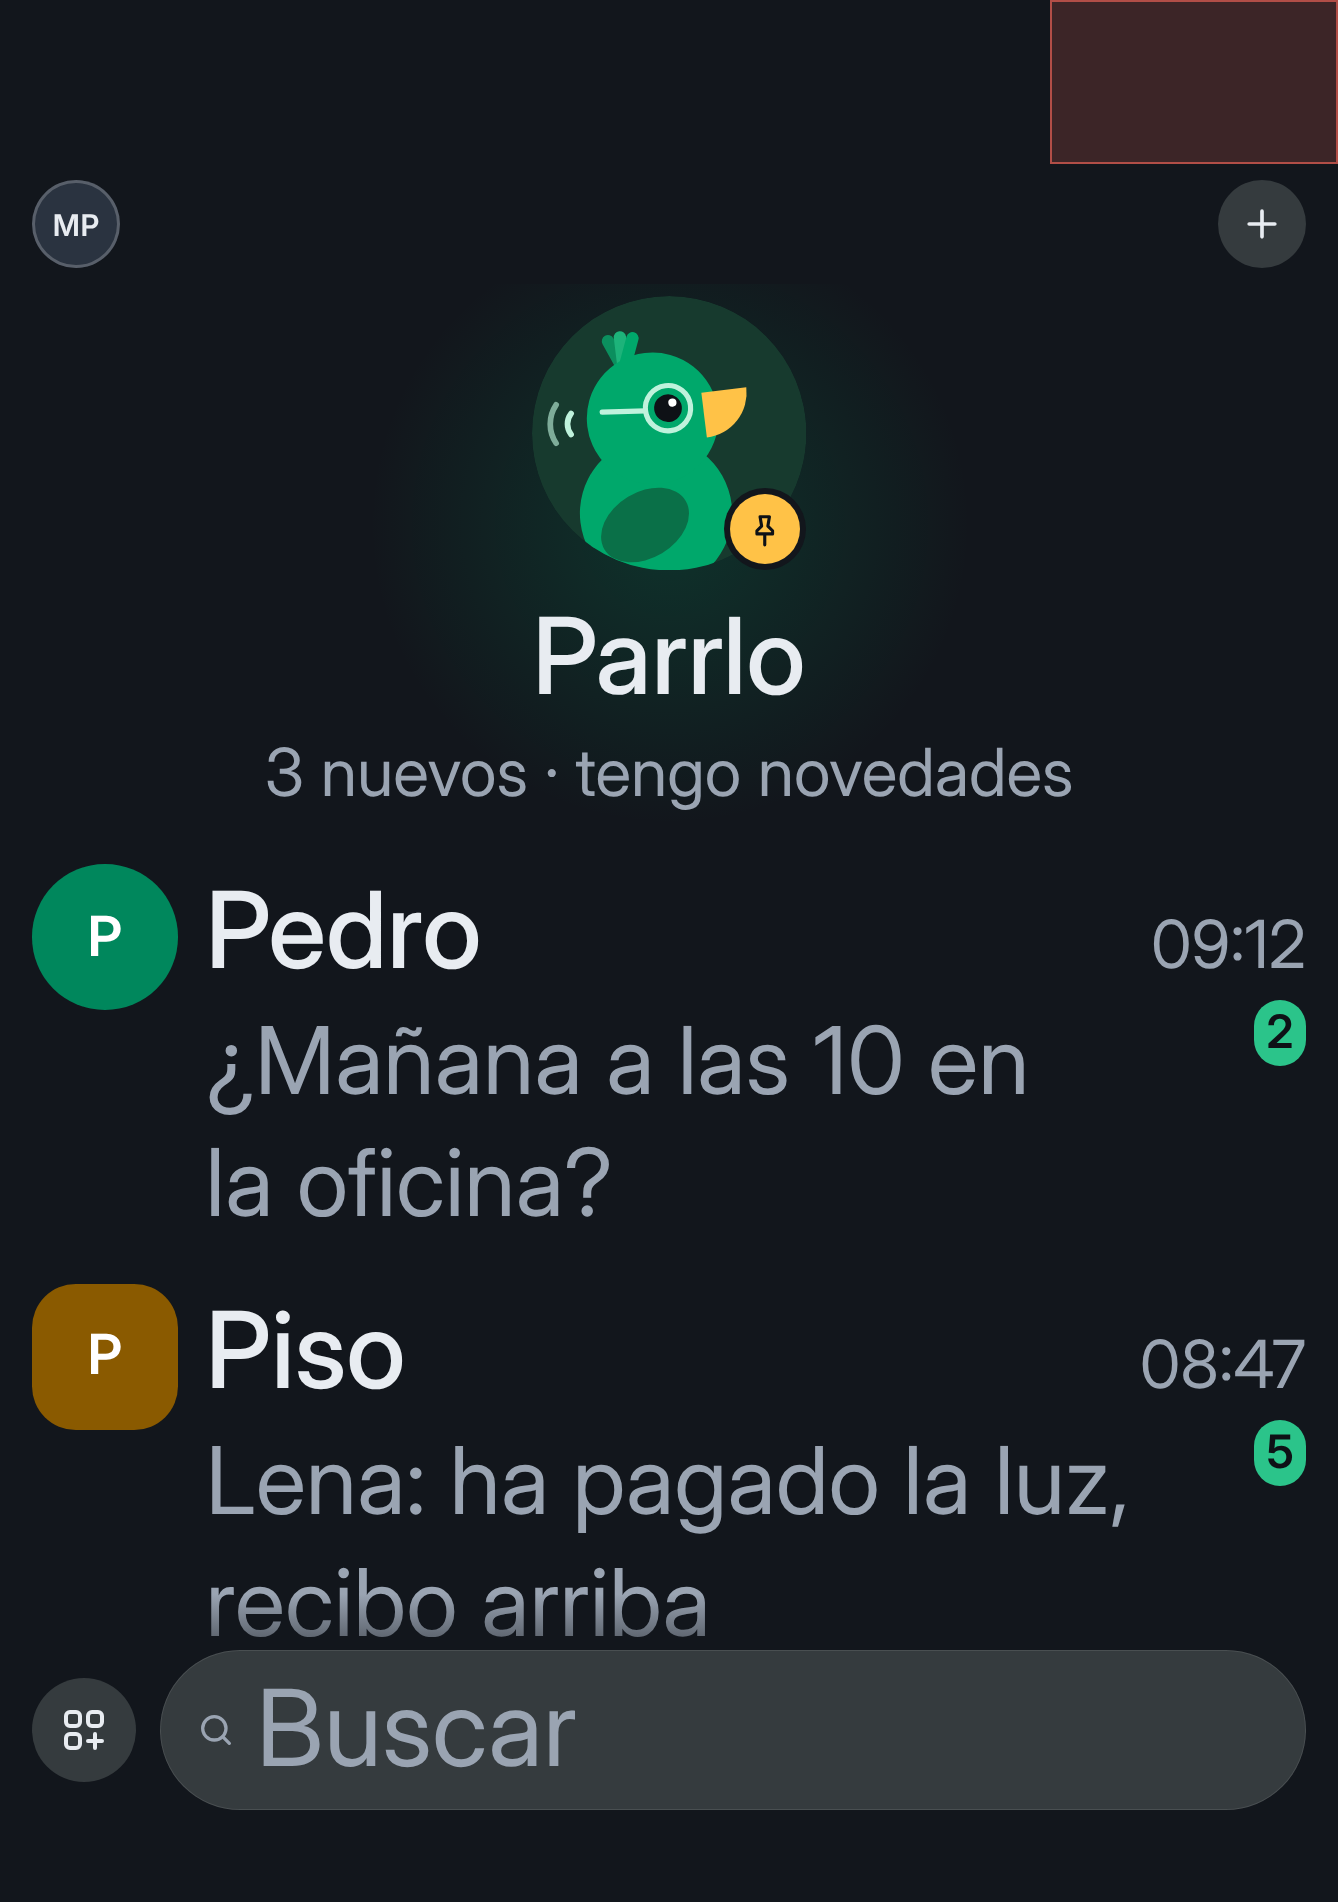 MP
Parrlo
3 nuevos · tengo novedades
P
Pedro
09:12
¿Mañana a las 10 en
2
la oficina?
P
Piso
08:47
Lena: ha pagado la luz,
5
recibo arriba
Buscar